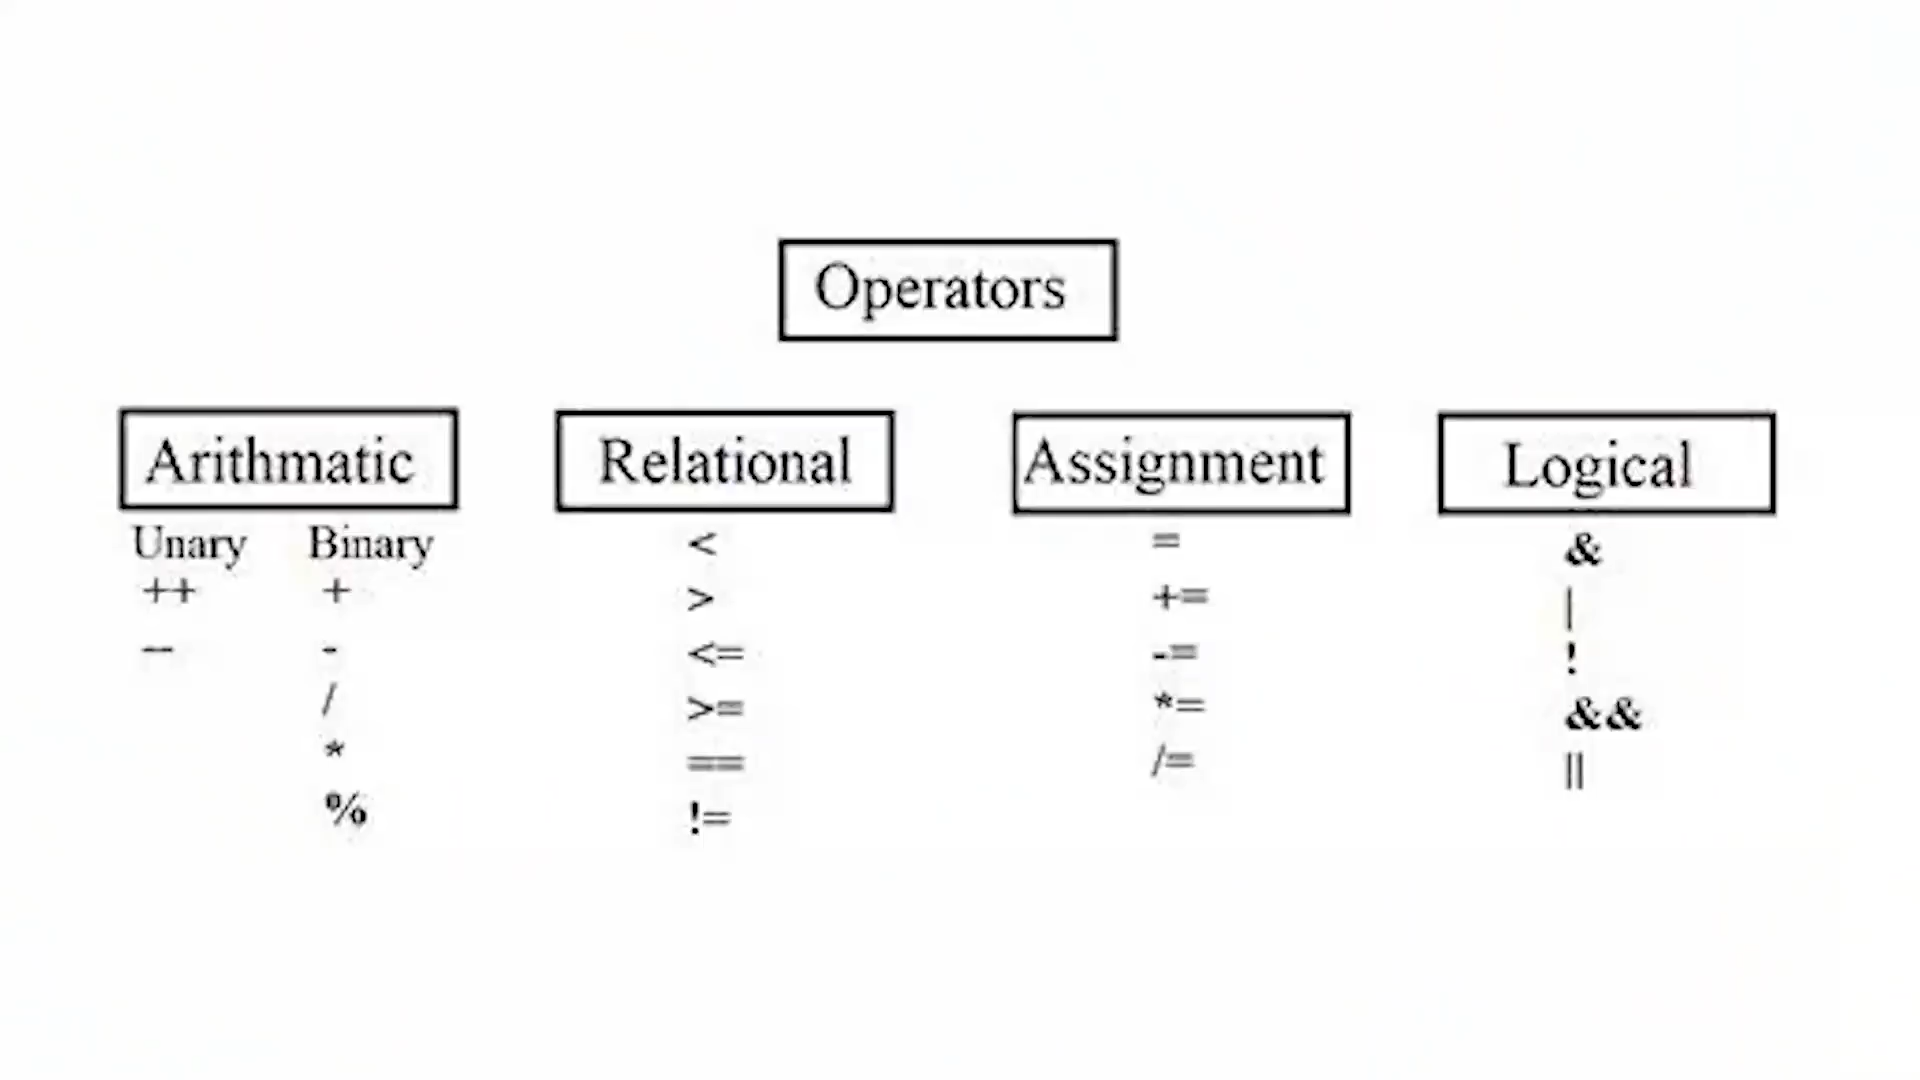 Operators
Arithmatic Relational Assignment Logical
Unary Binary < = &
++ + > += |
-- - <= -= !
/ >= *= &&
* == /= ||
% !=